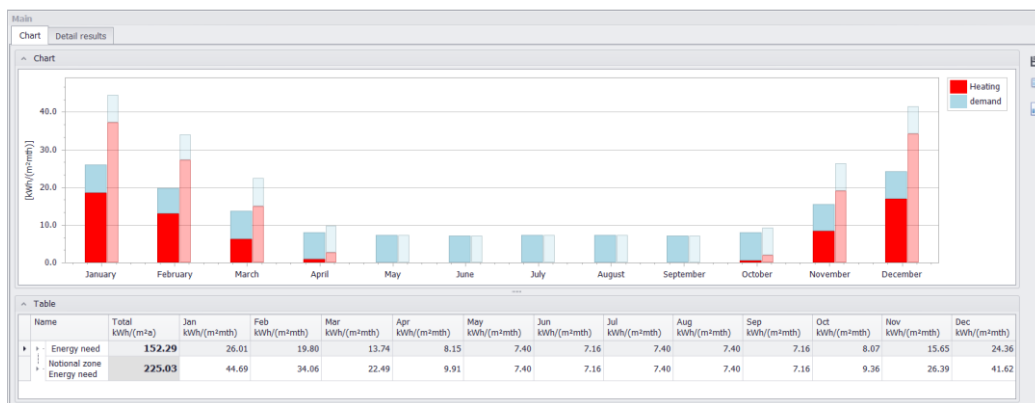 Main
Chart Detail results
Chart
Heating
demand
[kWh/(m²mth)]
40.0
30.0
20.0
10.0
0.0
January February March April May June July August September October November December
Table
Name Total Jan Feb Mar Apr May Jun Jul Aug Sep Oct Nov Dec
kWh/(m²a) kWh/(m²mth) kWh/(m²mth) kWh/(m²mth) kWh/(m²mth) kWh/(m²mth) kWh/(m²mth) kWh/(m²mth) kWh/(m²mth) kWh/(m²mth) kWh/(m²mth) kWh/(m²mth) kWh/(m²mth)
Energy need 152.29 26.01 19.80 13.74 8.15 7.40 7.16 7.40 7.40 7.16 8.07 15.65 24.36
Notional zone
Energy need 225.03 44.69 34.06 22.49 9.91 7.40 7.16 7.40 7.40 7.16 9.36 26.39 41.62